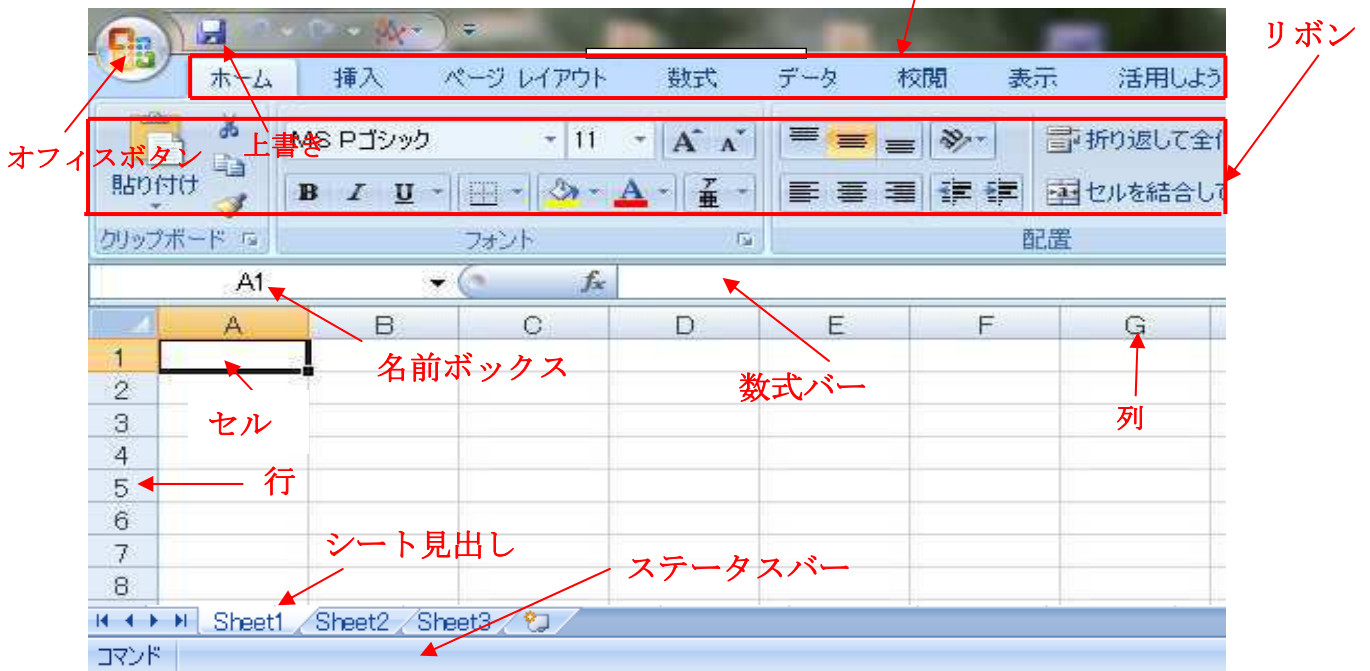 リボン
ホーム 挿入 ページ レイアウト 数式 データ 校閲 表示 活用しよう
オフィスボタン
上書き
MS Pゴシック 11 A A 折り返して全
貼り付け B I U A ア亜 セルを結合して
クリップボード フォント 配置
A1 fx
A B C D E F G
名前ボックス
数式バー
セル
列
行
1
2
3
4
5
6
7
8
シート見出し
ステータスバー
Sheet1 Sheet2 Sheet3
コマンド